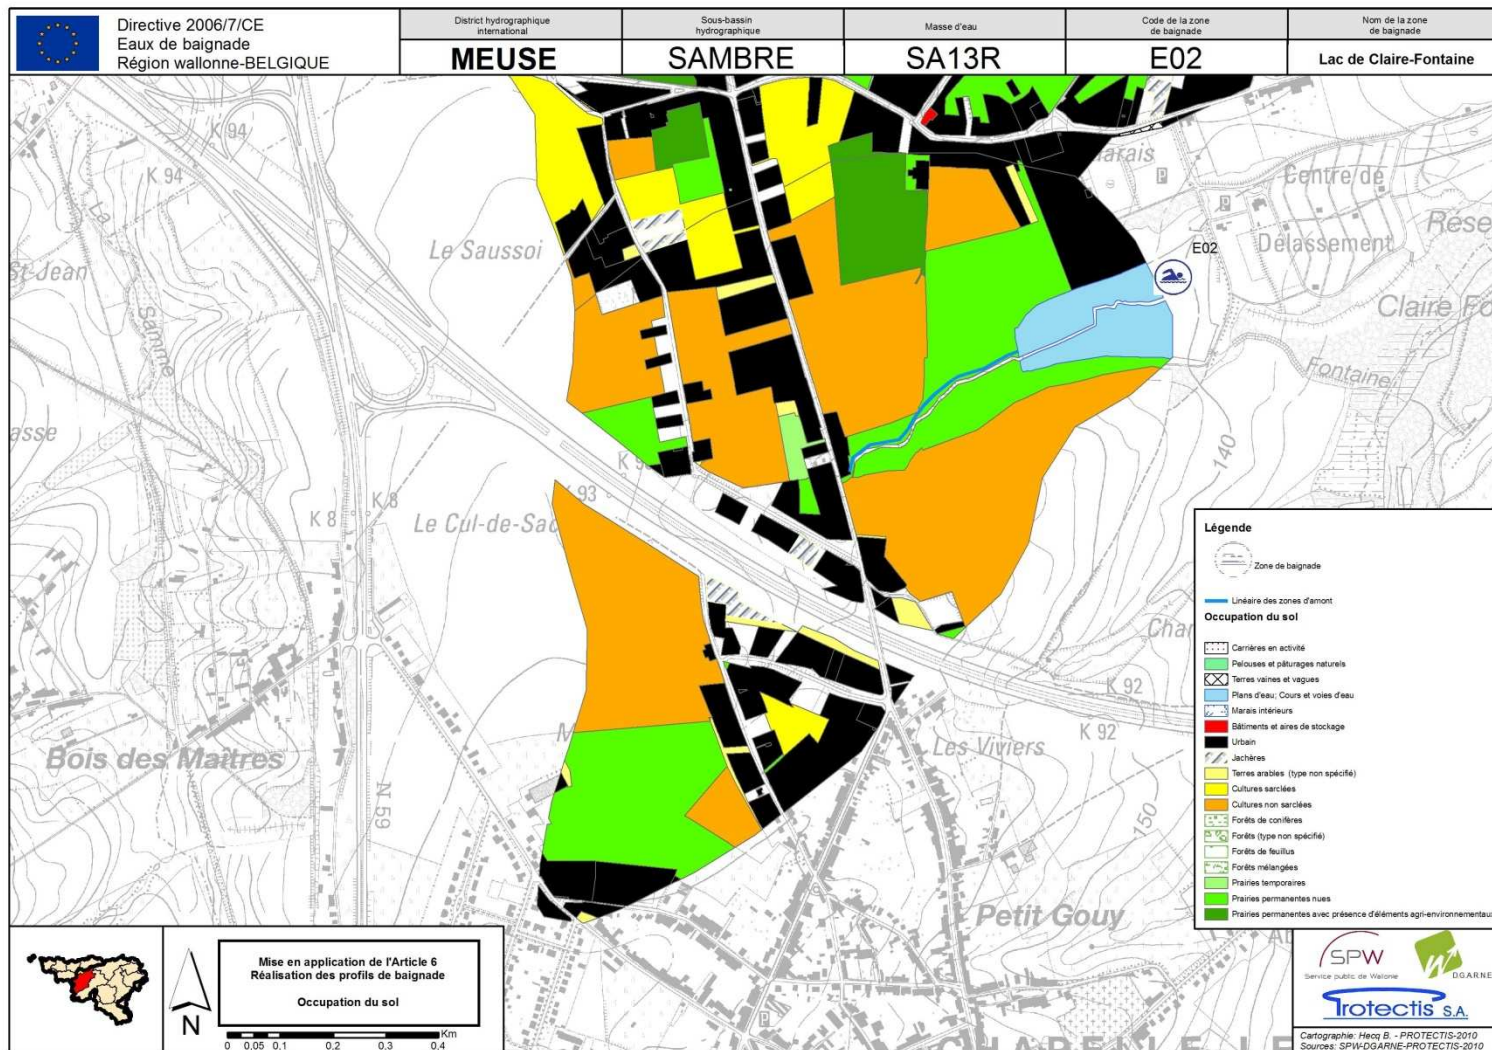 Directive 2006/7/CE
Eaux de baignade
Région wallonne-BELGIQUE
District hydrographique
international
MEUSE
Sous-bassin
hydrographique
SAMBRE
Masse d'eau
SA13R
Code de la zone
de baignade
E02
Nom de la zone
de baignade
Lac de Claire-Fontaine
K 94
K 94
La
Samme
St-Jean
Le Saussoi
arais
P
P
Centre de
Délassement
Rése
E02
Claire Fo
Fontaine
asse
K 8
K 8
K 93
Le Cul-de-Sac
140
Char
K 92
K 92
Bois des Maîtres
N 59
Les Viviers
150
Petit Gouy
P
CHAPELLE-LE
Légende
Zone de baignade
Linéaire des zones d'amont
Occupation du sol
Carrières en activité
Pelouses et pâturages naturels
Terres vaines et vagues
Plans d'eau; Cours et voies d'eau
Marais intérieurs
Bâtiments et aires de stockage
Urbain
Jachères
Terres arables (type non spécifié)
Cultures sarclées
Cultures non sarclées
Forêts de conifères
Forêts (type non spécifié)
Forêts de feuillus
Forêts mélangées
Prairies temporaires
Prairies permanentes nues
Prairies permanentes avec présence d'éléments agri-environnementaux
N
Mise en application de l'Article 6
Réalisation des profils de baignade
Occupation du sol
Km
0 0,05 0,1 0,2 0,3 0,4
SPW
Service public de Wallonie
DGARNE
Protectis S.A.
Cartographie: Hecq B. - PROTECTIS-2010
Sources: SPW-DGARNE-PROTECTIS-2010